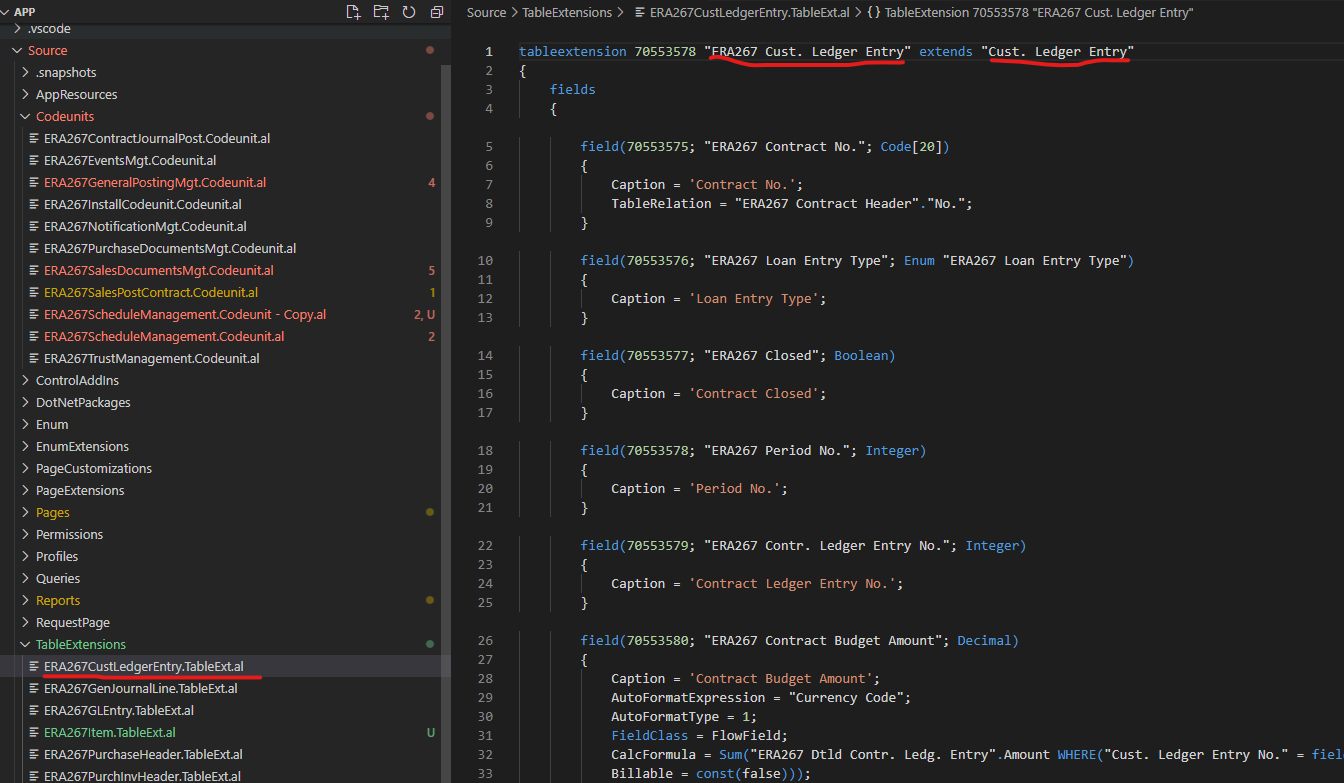 APP
.vscode
Source
.snapshots
AppResources
Codeunits
ERA267ContractJournalPost.Codeunit.al
ERA267EventsMgt.Codeunit.al
ERA267GeneralPostingMgt.Codeunit.al 4
ERA267InstallCodeunit.Codeunit.al
ERA267NotificationMgt.Codeunit.al
ERA267PurchaseDocumentsMgt.Codeunit.al
ERA267SalesDocumentsMgt.Codeunit.al 5
ERA267SalesPostContract.Codeunit.al 1
ERA267ScheduleManagement.Codeunit - Copy.al 2, U
ERA267ScheduleManagement.Codeunit.al 2
ERA267TrustManagement.Codeunit.al
ControlAddIns
DotNetPackages
Enum
EnumExtensions
PageCustomizations
PageExtensions
Pages
Permissions
Profiles
Queries
Reports
RequestPage
TableExtensions
ERA267CustLedgerEntry.TableExt.al
ERA267GenJournalLine.TableExt.al
ERA267GLEntry.TableExt.al
ERA267Item.TableExt.al U
ERA267PurchaseHeader.TableExt.al
ERA267PurchInvHeader.TableExt.al
Source > TableExtensions > ERA267CustLedgerEntry.TableExt.al > {} TableExtension 70553578 "ERA267 Cust. Ledger Entry"
1 tableextension 70553578 "ERA267 Cust. Ledger Entry" extends "Cust. Ledger Entry"
2 {
3 fields
4 {
5 field(70553575; "ERA267 Contract No."; Code[20])
6 {
7 Caption = 'Contract No.';
8 TableRelation = "ERA267 Contract Header"."No.";
9 }
10 field(70553576; "ERA267 Loan Entry Type"; Enum "ERA267 Loan Entry Type")
11 {
12 Caption = 'Loan Entry Type';
13 }
14 field(70553577; "ERA267 Closed"; Boolean)
15 {
16 Caption = 'Contract Closed';
17 }
18 field(70553578; "ERA267 Period No."; Integer)
19 {
20 Caption = 'Period No.';
21 }
22 field(70553579; "ERA267 Contr. Ledger Entry No."; Integer)
23 {
24 Caption = 'Contract Ledger Entry No.';
25 }
26 field(70553580; "ERA267 Contract Budget Amount"; Decimal)
27 {
28 Caption = 'Contract Budget Amount';
29 AutoFormatExpression = "Currency Code";
30 AutoFormatType = 1;
31 FieldClass = FlowField;
32 CalcFormula = Sum("ERA267 Dtld Contr. Ledg. Entry".Amount WHERE("Cust. Ledger Entry No." = fiel
33 Billable = const(false)));